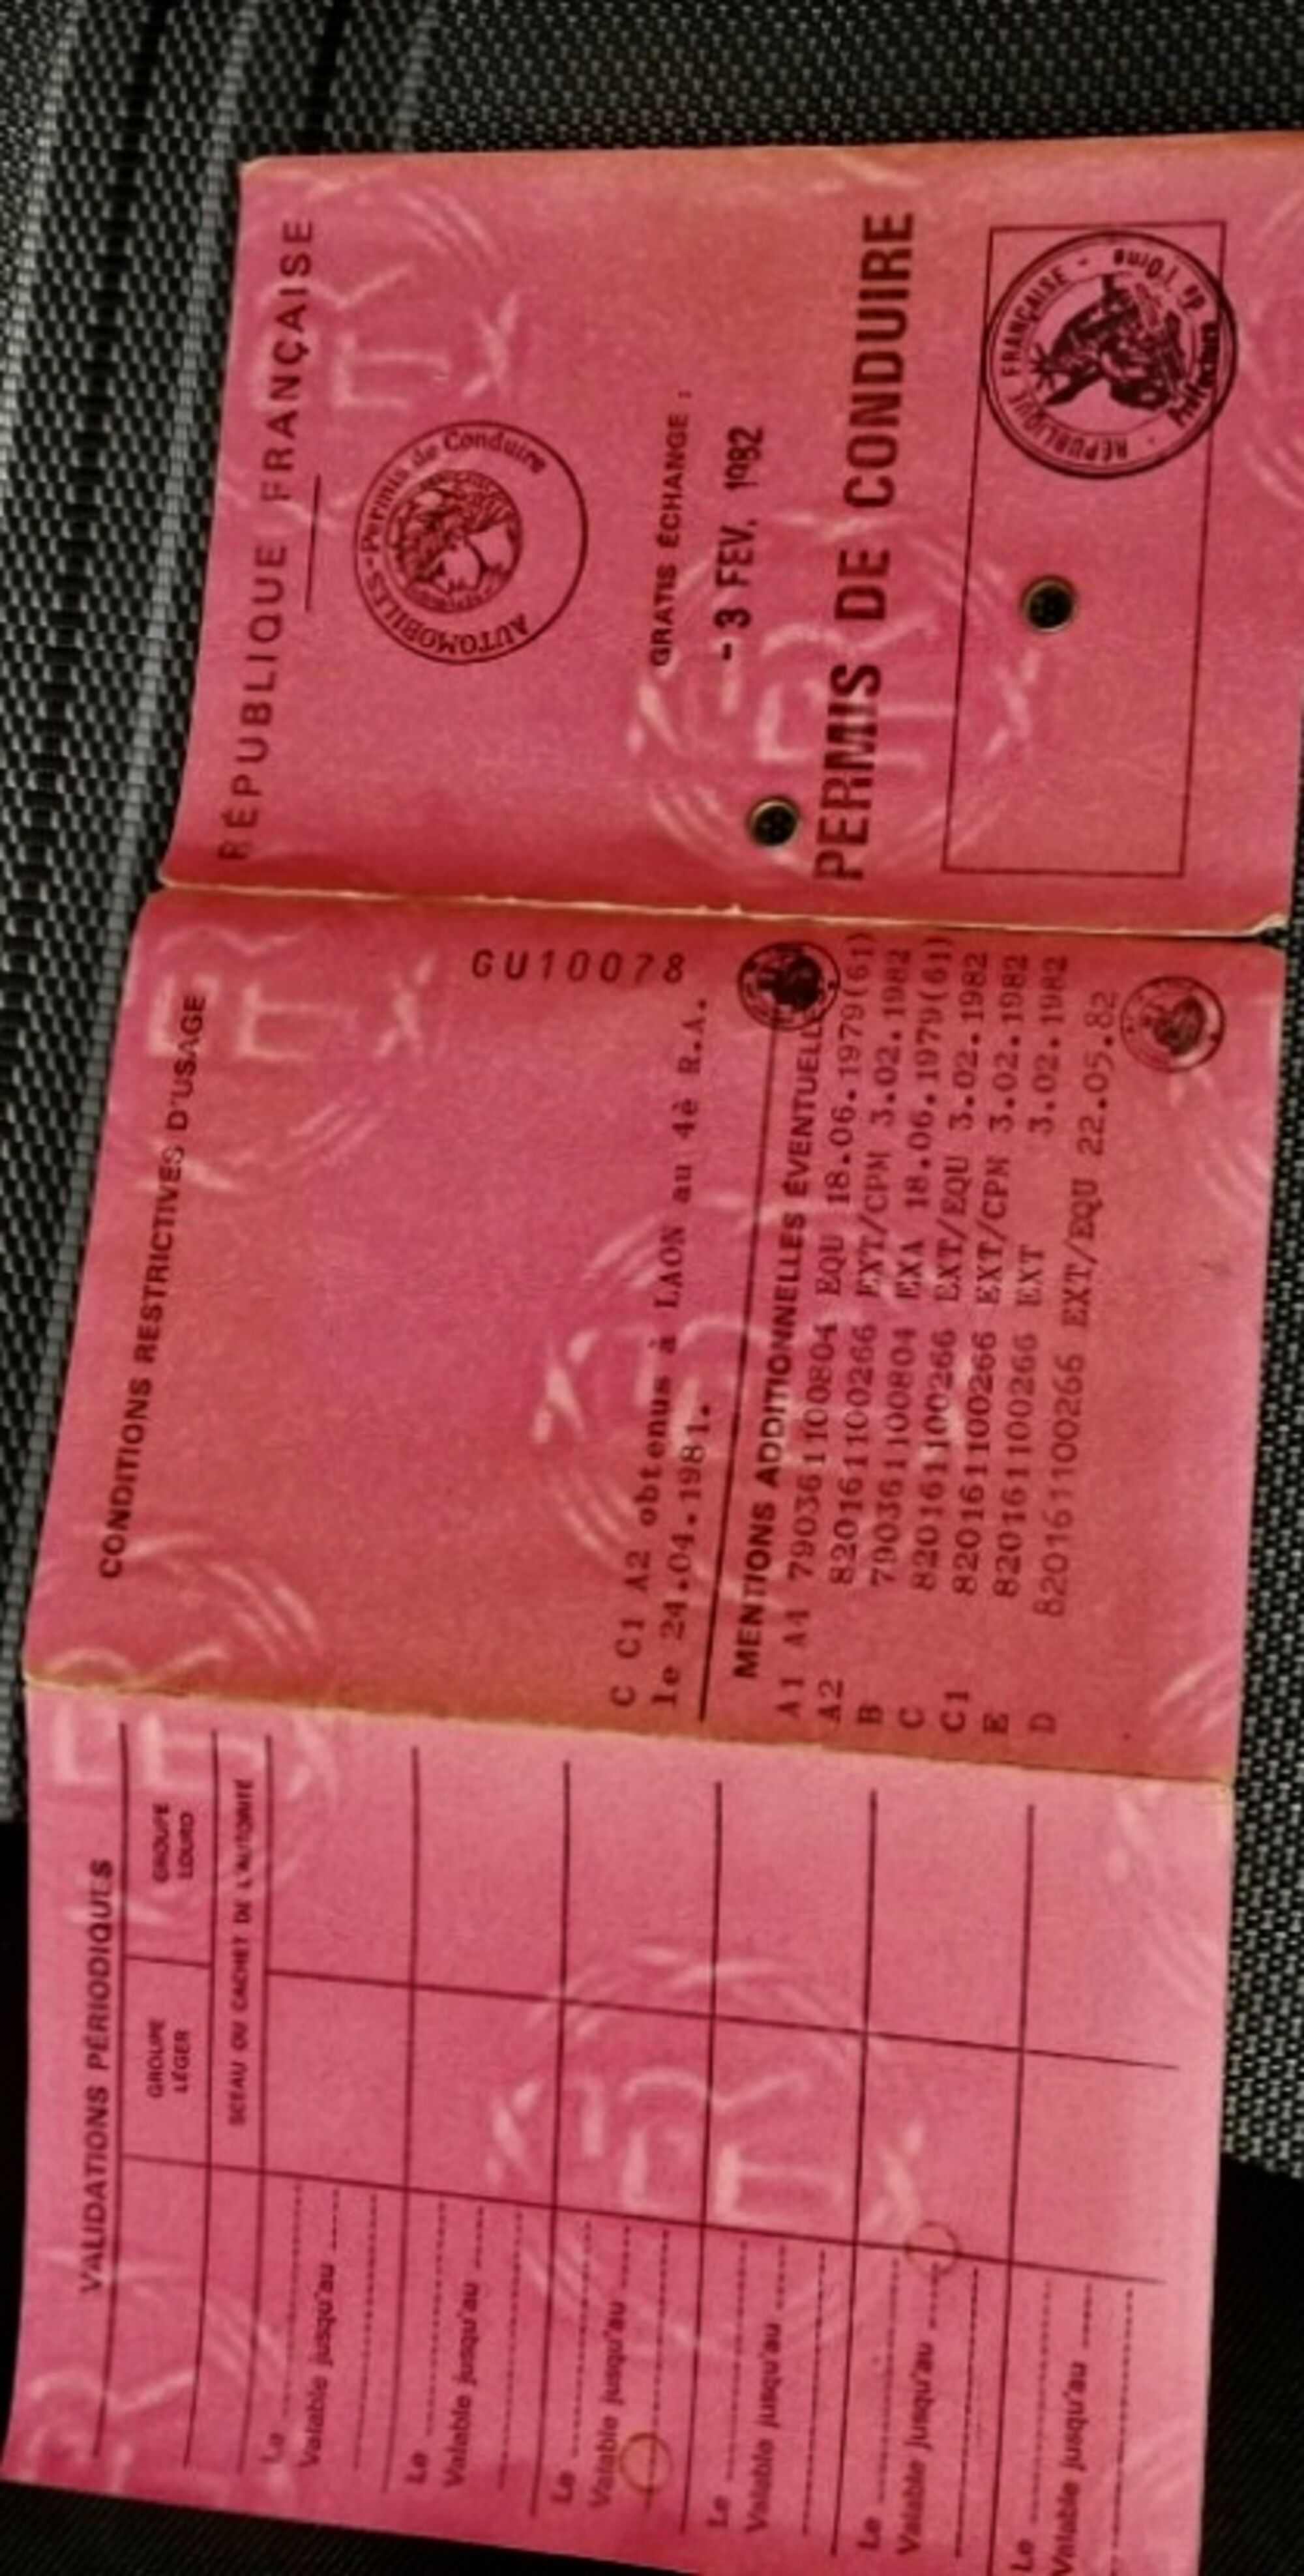 RÉPUBLIQUE FRANÇAISE
AUTOMOBILES - Permis de Conduire
GRATIS ÉCHANGE :
- 3 FEV. 1982
PERMIS DE CONDUIRE
RÉPUBLIQUE FRANÇAISE - Préfecture de l'Orne -
CONDITIONS RESTRICTIVES D'USAGE
GU10078
C C1 A2 obtenus à LAON au 4è R.A.
le 24.04.1981.
MENTIONS ADDITIONNELLES ÉVENTUELL
A1 A4 790361100804 EQU 18.06.1979(61)
A2 820161100266 EXT/CPM 3.02.1982
B 790361100804 EXA 18.06.1979(61)
C 820161100266 EXT/EQU 3.02.1982
C1 820161100266 EXT/CPM 3.02.1982
E 820161100266 EXT 3.02.1982
D 820161100266 EXT/EQU 22.05.82
VALIDATIONS PÉRIODIQUES
GROUPE LÉGER
GROUPE LOURD
SCEAU OU CACHET DE L'AUTORITÉ
Le
Valable jusqu'au
Le
Valable jusqu'au
Le
Valable jusqu'au
Le
Valable jusqu'au
Le
Valable jusqu'au
Le
Valable jusqu'au